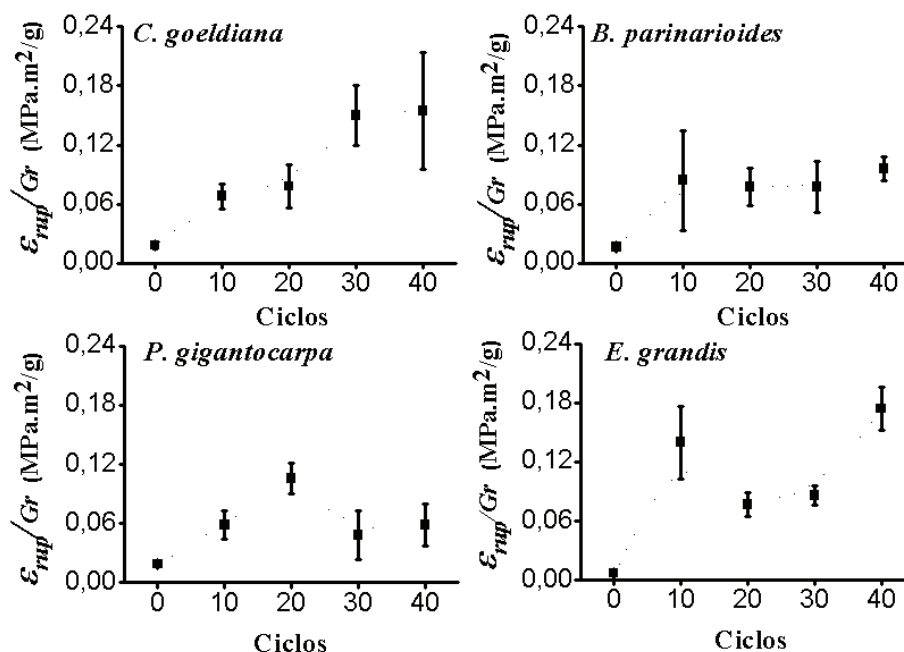 C. goeldiana
ε_rup/Gr (MPa.m²/g)
0,24
0,18
0,12
0,06
0,00
0 10 20 30 40
Ciclos
B. parinarioides
ε_rup/Gr (MPa.m²/g)
0,24
0,18
0,12
0,06
0,00
0 10 20 30 40
Ciclos
P. gigantocarpa
ε_rup/Gr (MPa.m²/g)
0,24
0,18
0,12
0,06
0,00
0 10 20 30 40
Ciclos
E. grandis
ε_rup/Gr (MPa.m²/g)
0,24
0,18
0,12
0,06
0,00
0 10 20 30 40
Ciclos